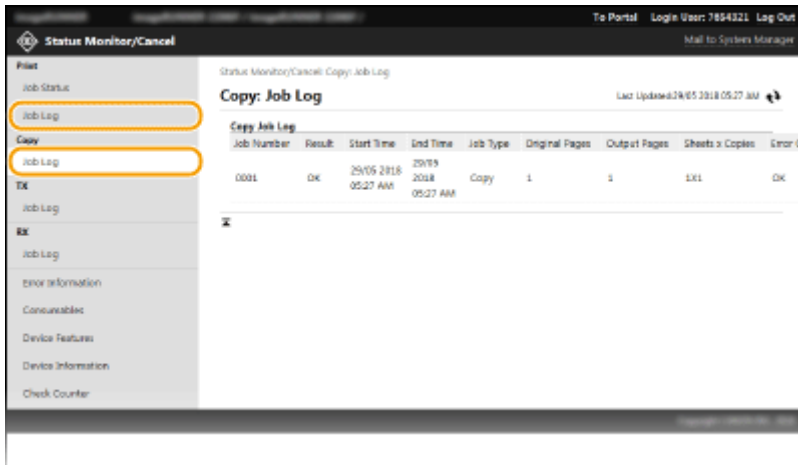 To Portal Login User: 7654321 Log Out
Status Monitor/Cancel
Mail to System Manager
Print
Job Status
Job Log
Copy
Job Log
TX
Job Log
RX
Job Log
Error Information
Consumables
Device Features
Device Information
Check Counter
Status Monitor/Cancel: Copy: Job Log
Copy: Job Log
Last Updated:29/05 2018 05:27 AM
Copy Job Log
Job Number Result Start Time End Time Job Type Original Pages Output Pages Sheets x Copies Error
0001 OK 29/05 2018 05:27 AM 29/05 2018 05:27 AM Copy 1 1 1X1 OK